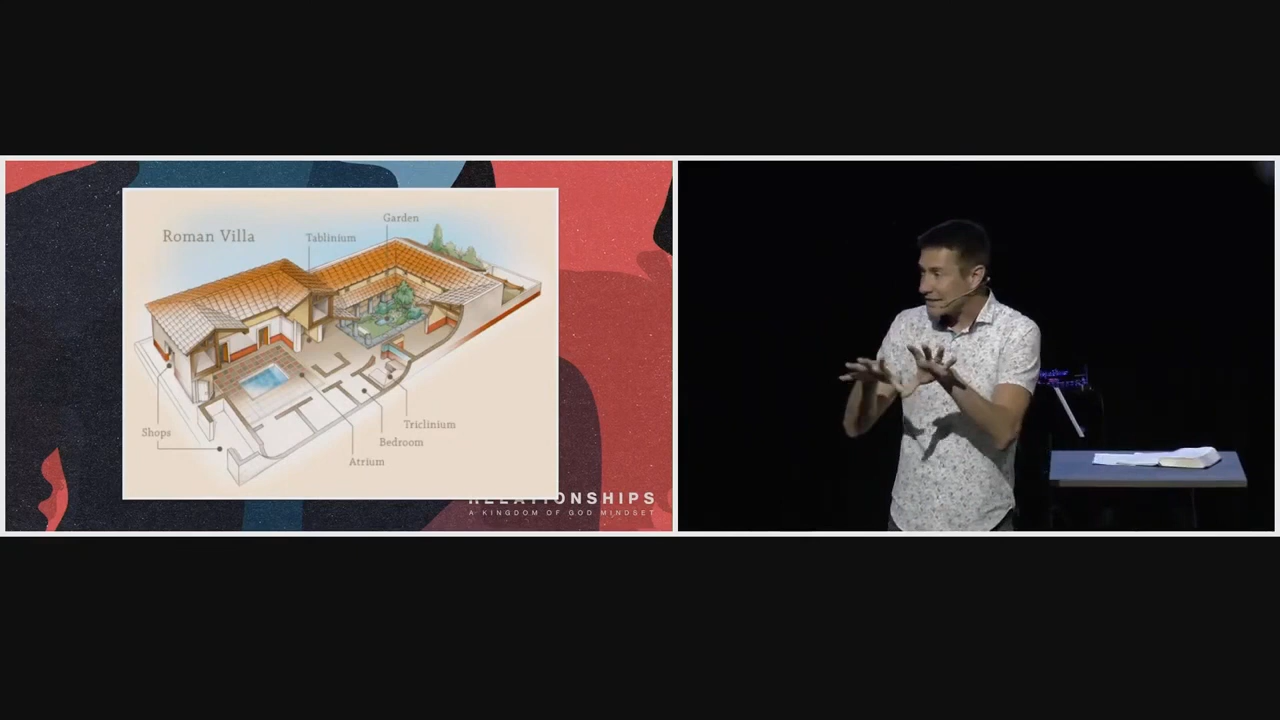 Roman Villa
Garden
Tablinium
Shops
Triclinium
Bedroom
Atrium
RELATIONSHIPS
A KINGDOM OF GOD MINDSET